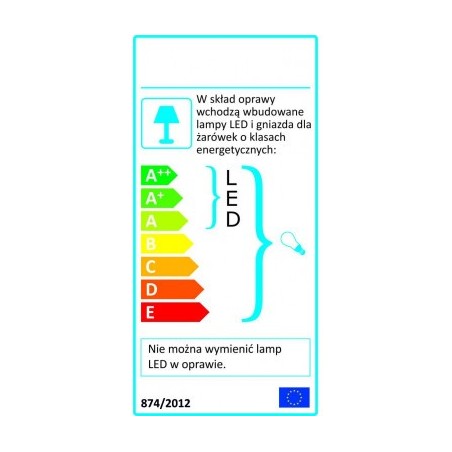 W skład oprawy
wchodzą wbudowane
lampy LED i gniazda dla
żarówek o klasach
energetycznych:
A++
A+
A
B
C
D
E
L
E
D
Nie można wymienić lamp
LED w oprawie.
874/2012